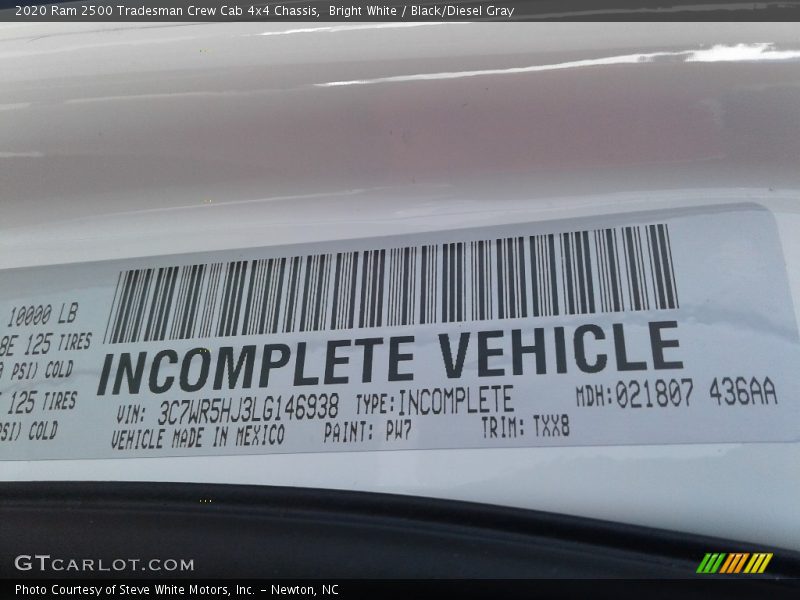 2020 Ram 2500 Tradesman Crew Cab 4x4 Chassis, Bright White / Black/Diesel Gray
10000 LB
8E 125 TIRES
PSI) COLD
125 TIRES
PSI) COLD
INCOMPLETE VEHICLE
VIN: 3C7WR5HJ3LG146938 TYPE:INCOMPLETE MDH:021807 436AA
VEHICLE MADE IN MEXICO PAINT: PW7 TRIM: TXX8
GTCARLOT.COM
Photo Courtesy of Steve White Motors, Inc. – Newton, NC